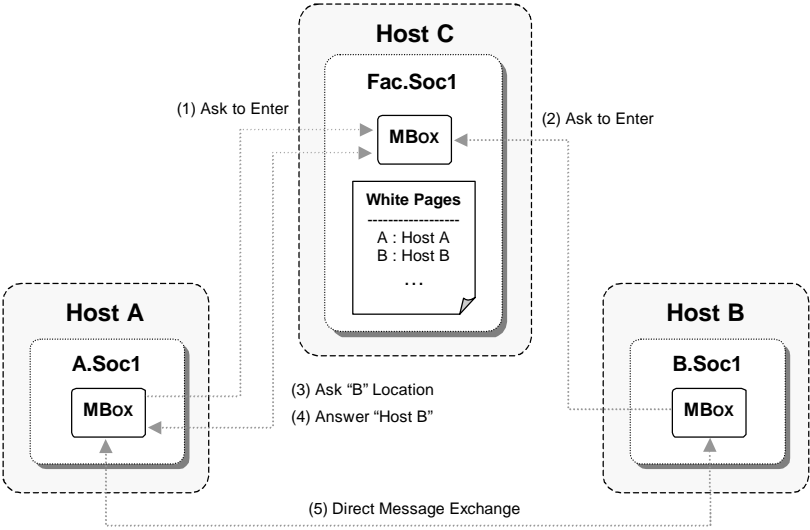 Host C
Fac.Soc1
(1) Ask to Enter
(2) Ask to Enter
MBOX
White Pages
-------------------
A : Host A
B : Host B
...
Host A
A.Soc1
MBOX
(3) Ask “B” Location
(4) Answer “Host B”
Host B
B.Soc1
MBOX
(5) Direct Message Exchange